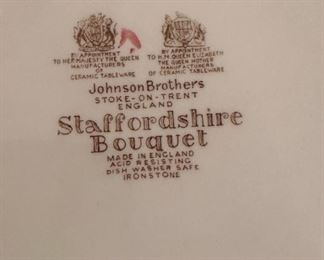 BY APPOINTMENT
TO HER MAJESTY THE QUEEN
MANUFACTURERS
OF
CERAMIC TABLEWARE
BY APPOINTMENT
TO H.M. QUEEN ELIZABETH
THE QUEEN MOTHER
MANUFACTURERS
OF CERAMIC TABLEWARE
Johnson Brothers
STOKE-ON-TRENT
ENGLAND
Staffordshire
Bouquet
MADE IN ENGLAND
ACID RESISTING
DISH WASHER SAFE
IRONSTONE